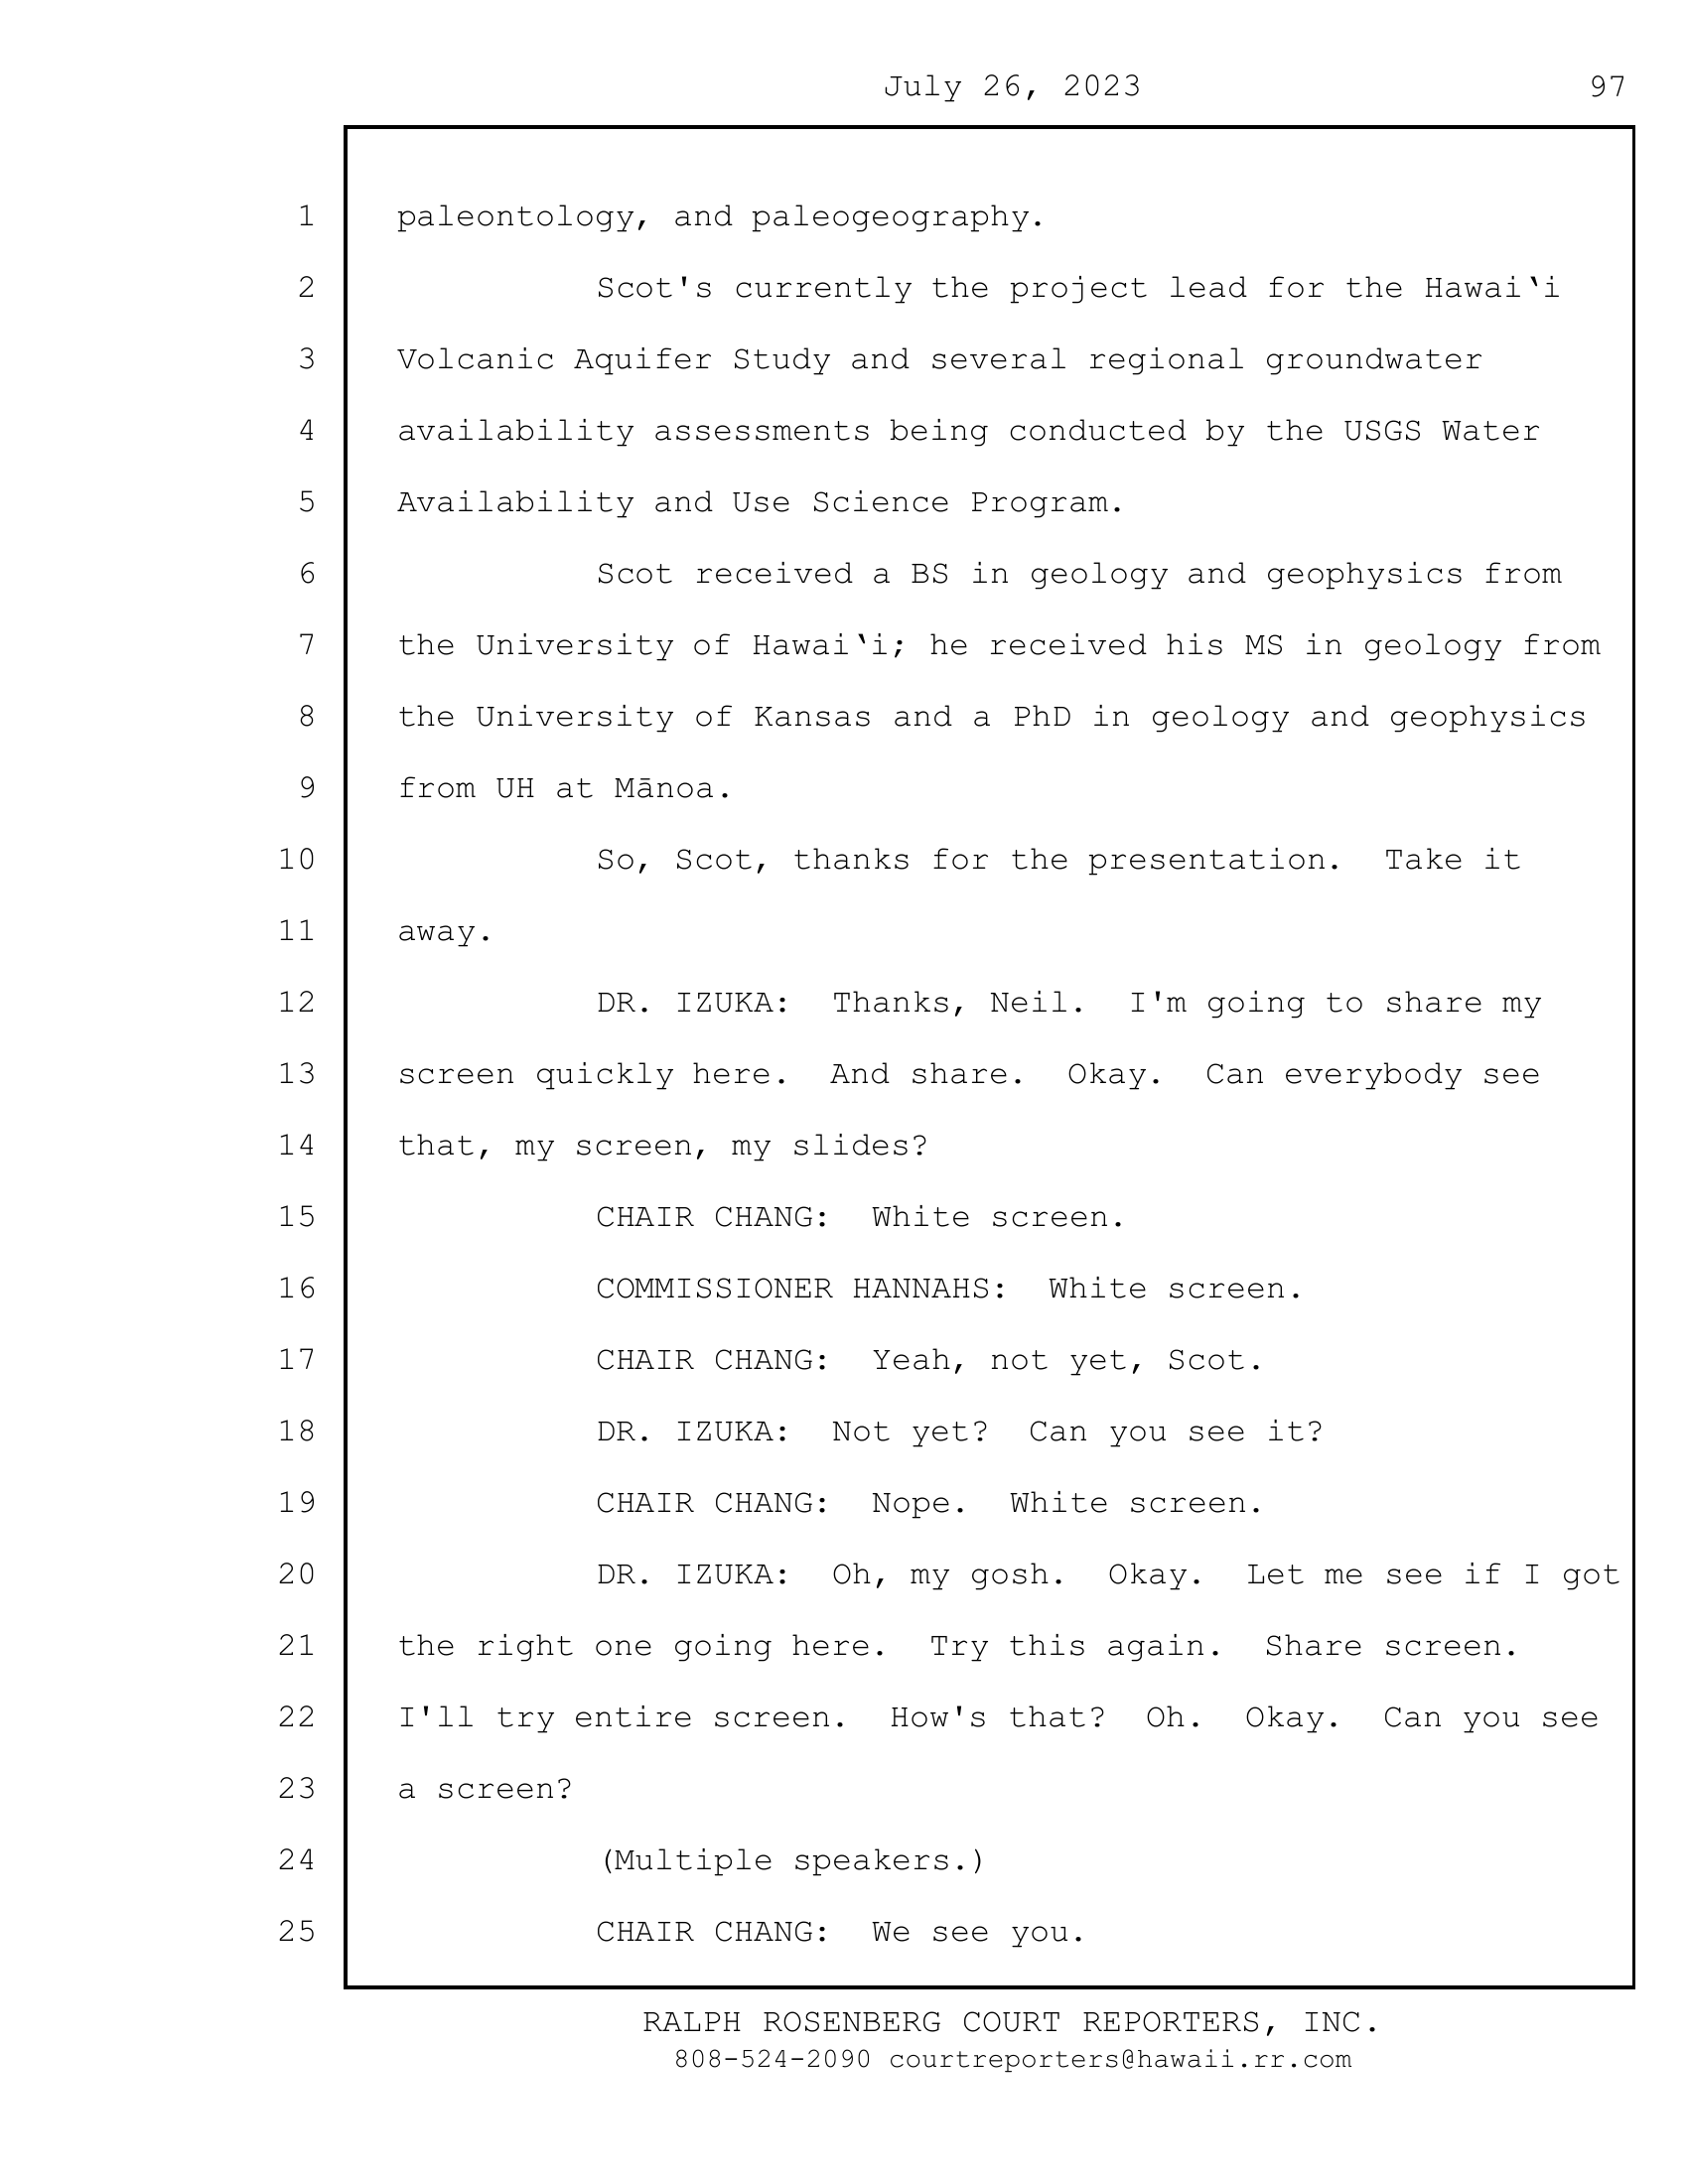 July 26, 2023 97
1 paleontology, and paleogeography.
2 Scot's currently the project lead for the Hawai‘i
3 Volcanic Aquifer Study and several regional groundwater
4 availability assessments being conducted by the USGS Water
5 Availability and Use Science Program.
6 Scot received a BS in geology and geophysics from
7 the University of Hawai‘i; he received his MS in geology from
8 the University of Kansas and a PhD in geology and geophysics
9 from UH at Mānoa.
10 So, Scot, thanks for the presentation.  Take it
11 away.
12 DR. IZUKA:  Thanks, Neil.  I'm going to share my
13 screen quickly here.  And share.  Okay.  Can everybody see
14 that, my screen, my slides?
15 CHAIR CHANG:  White screen.
16 COMMISSIONER HANNAHS:  White screen.
17 CHAIR CHANG:  Yeah, not yet, Scot.
18 DR. IZUKA:  Not yet?  Can you see it?
19 CHAIR CHANG:  Nope.  White screen.
20 DR. IZUKA:  Oh, my gosh.  Okay.  Let me see if I got
21 the right one going here.  Try this again.  Share screen.
22 I'll try entire screen.  How's that?  Oh.  Okay.  Can you see
23 a screen?
24 (Multiple speakers.)
25 CHAIR CHANG:  We see you.
RALPH ROSENBERG COURT REPORTERS, INC.
808-524-2090 courtreporters@hawaii.rr.com